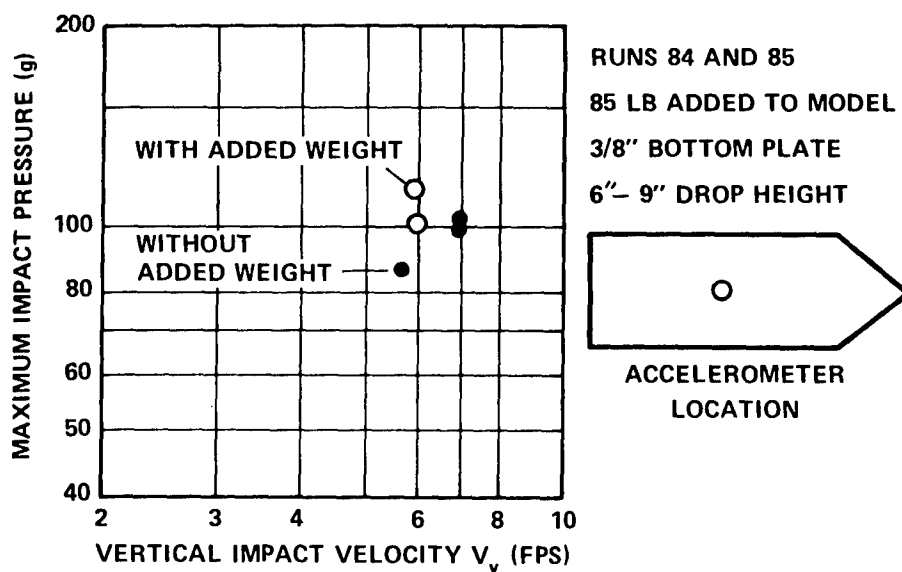 MAXIMUM IMPACT PRESSURE (g)
200
100
80
60
50
40
2
3
4
6
8
10
VERTICAL IMPACT VELOCITY Vv (FPS)
WITH ADDED WEIGHT
WITHOUT
ADDED WEIGHT
RUNS 84 AND 85
85 LB ADDED TO MODEL
3/8" BOTTOM PLATE
6"– 9" DROP HEIGHT
ACCELEROMETER
LOCATION